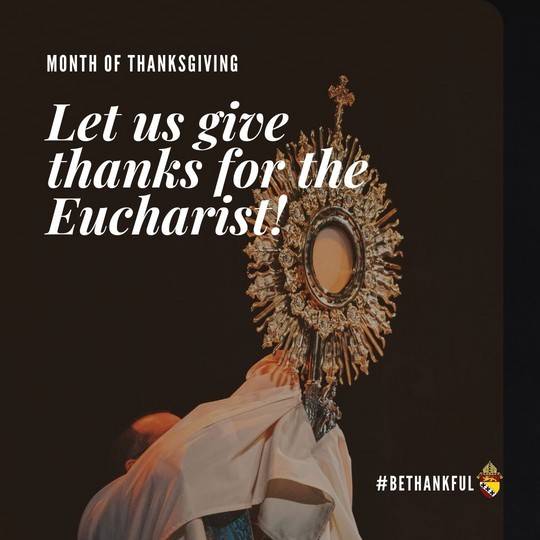 MONTH OF THANKSGIVING
Let us give
thanks for the
Eucharist!
#BETHANKFUL